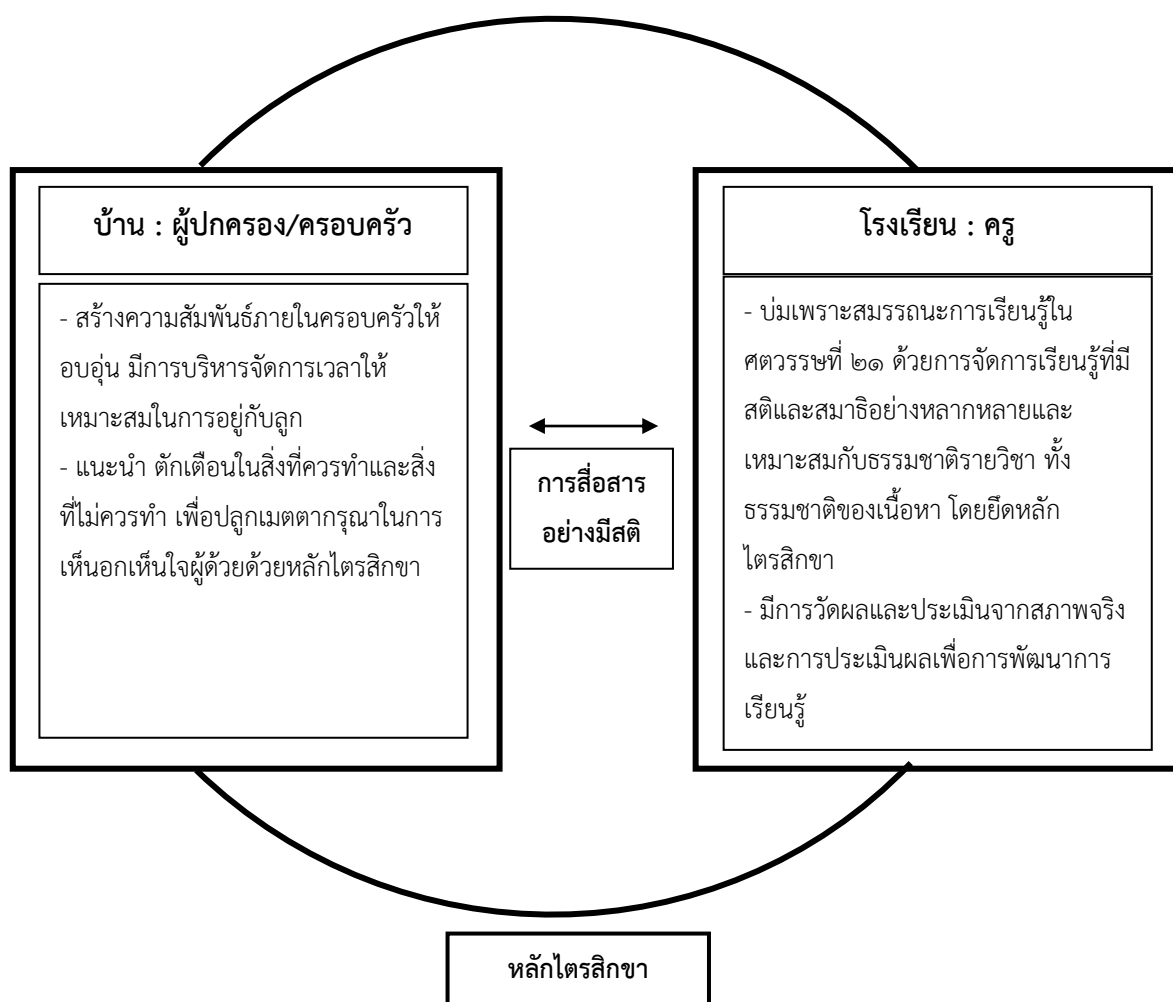 บ้าน : ผู้ปกครอง/ครอบครัว
- สร้างความสัมพันธ์ภายในครอบครัวให้
อบอุ่น มีการบริหารจัดการเวลาให้
เหมาะสมในการอยู่กับลูก
- แนะนำ ตักเตือนในสิ่งที่ควรทำและสิ่ง
ที่ไม่ควรทำ เพื่อปลูกเมตตากรุณาในการ
เห็นอกเห็นใจผู้ด้วยด้วยหลักไตรสิกขา
การสื่อสาร
อย่างมีสติ
โรงเรียน : ครู
- บ่มเพราะสมรรถนะการเรียนรู้ใน
ศตวรรษที่ ๒๑ ด้วยการจัดการเรียนรู้ที่มี
สติและสมาธิอย่างหลากหลายและ
เหมาะสมกับธรรมชาติรายวิชา ทั้ง
ธรรมชาติของเนื้อหา โดยยึดหลัก
ไตรสิกขา
- มีการวัดผลและประเมินจากสภาพจริง
และการประเมินผลเพื่อการพัฒนาการ
เรียนรู้
หลักไตรสิกขา